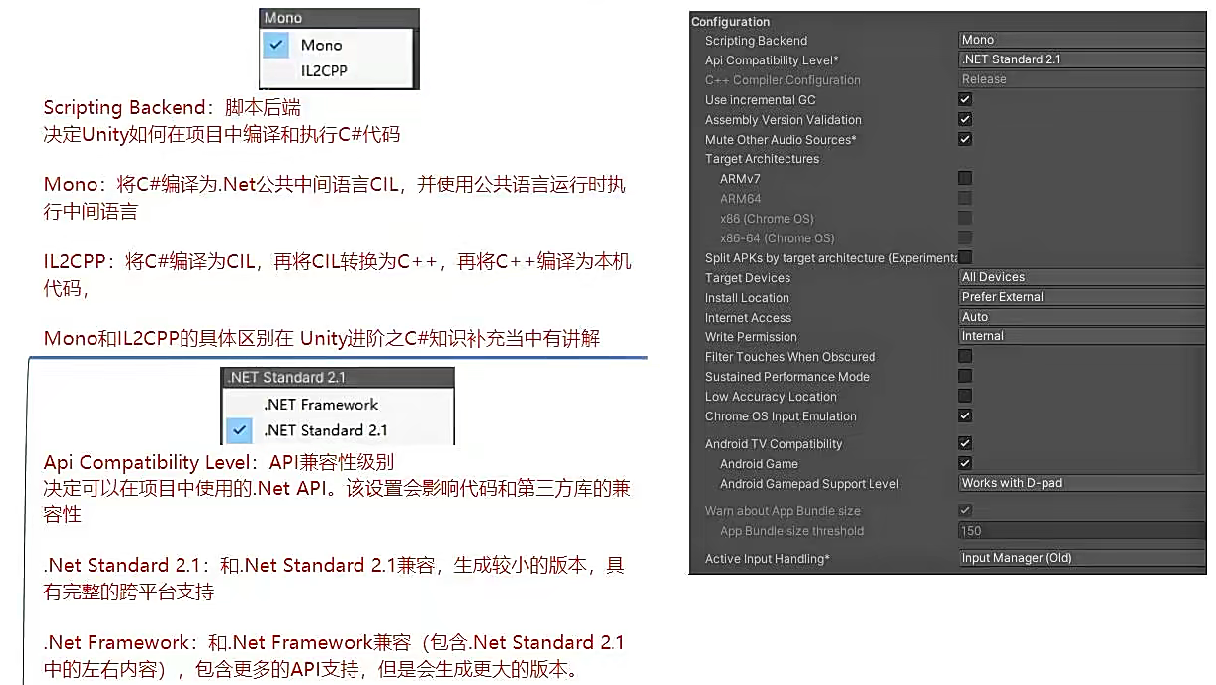 Mono
Mono
IL2CPP
Scripting Backend：脚本后端
决定Unity如何在项目中编译和执行C#代码
Mono：将C#编译为.Net公共中间语言CIL，并使用公共语言运行时执
行中间语言
IL2CPP：将C#编译为CIL，再将CIL转换为C++，再将C++编译为本机
代码，
Mono和IL2CPP的具体区别在 Unity进阶之C#知识补充当中有讲解
.NET Standard 2.1
.NET Framework
.NET Standard 2.1
Api Compatibility Level：API兼容性级别
决定可以在项目中使用的.Net API。该设置会影响代码和第三方库的兼
容性
.Net Standard 2.1：和.Net Standard 2.1兼容，生成较小的版本，具
有完整的跨平台支持
.Net Framework：和.Net Framework兼容（包含.Net Standard 2.1
中的左右内容），包含更多的API支持，但是会生成更大的版本。
Configuration
Scripting Backend Mono
Api Compatibility Level* .NET Standard 2.1
C++ Compiler Configuration Release
Use incremental GC
Assembly Version Validation
Mute Other Audio Sources*
Target Architectures
ARMv7
ARM64
x86 (Chrome OS)
x86-64 (Chrome OS)
Split APKs by target architecture (Experimenta
Target Devices All Devices
Install Location Prefer External
Internet Access Auto
Write Permission Internal
Filter Touches When Obscured
Sustained Performance Mode
Low Accuracy Location
Chrome OS Input Emulation
Android TV Compatibility
Android Game
Android Gamepad Support Level Works with D-pad
Warn about App Bundle size
App Bundle size threshold 150
Active Input Handling* Input Manager (Old)